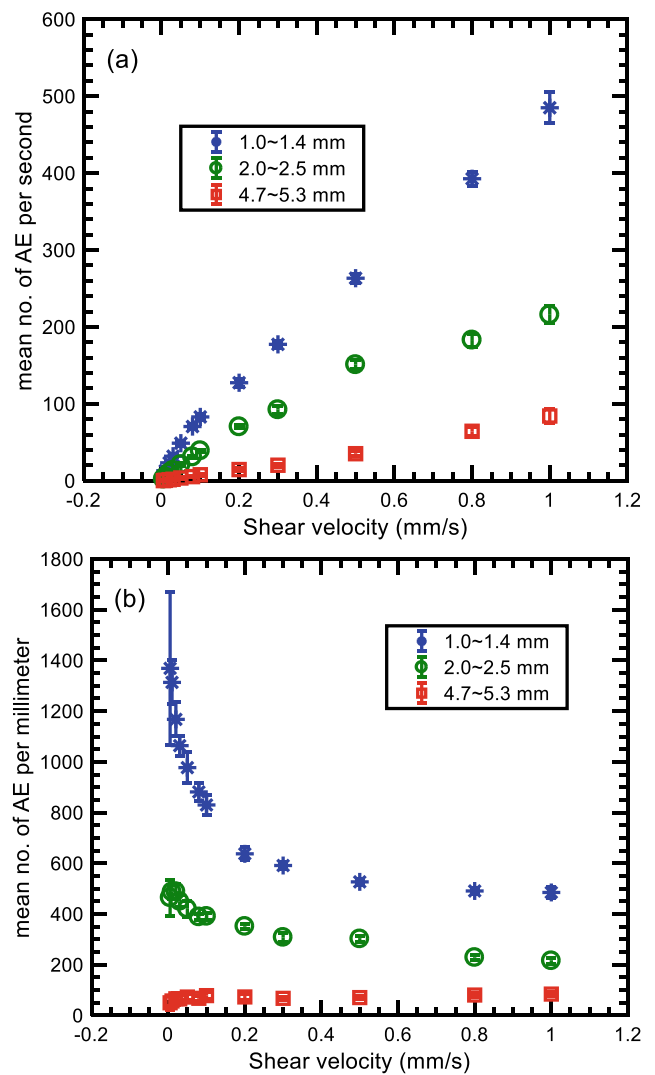 600
(a)
500
1.0~1.4 mm
2.0~2.5 mm
4.7~5.3 mm
400
300
200
100
0
mean no. of AE per second
-0.2 0 0.2 0.4 0.6 0.8 1 1.2
Shear velocity (mm/s)
1800
(b)
1600
1.0~1.4 mm
2.0~2.5 mm
4.7~5.3 mm
1400
1200
1000
800
600
400
200
0
mean no. of AE per millimeter
-0.2 0 0.2 0.4 0.6 0.8 1 1.2
Shear velocity (mm/s)